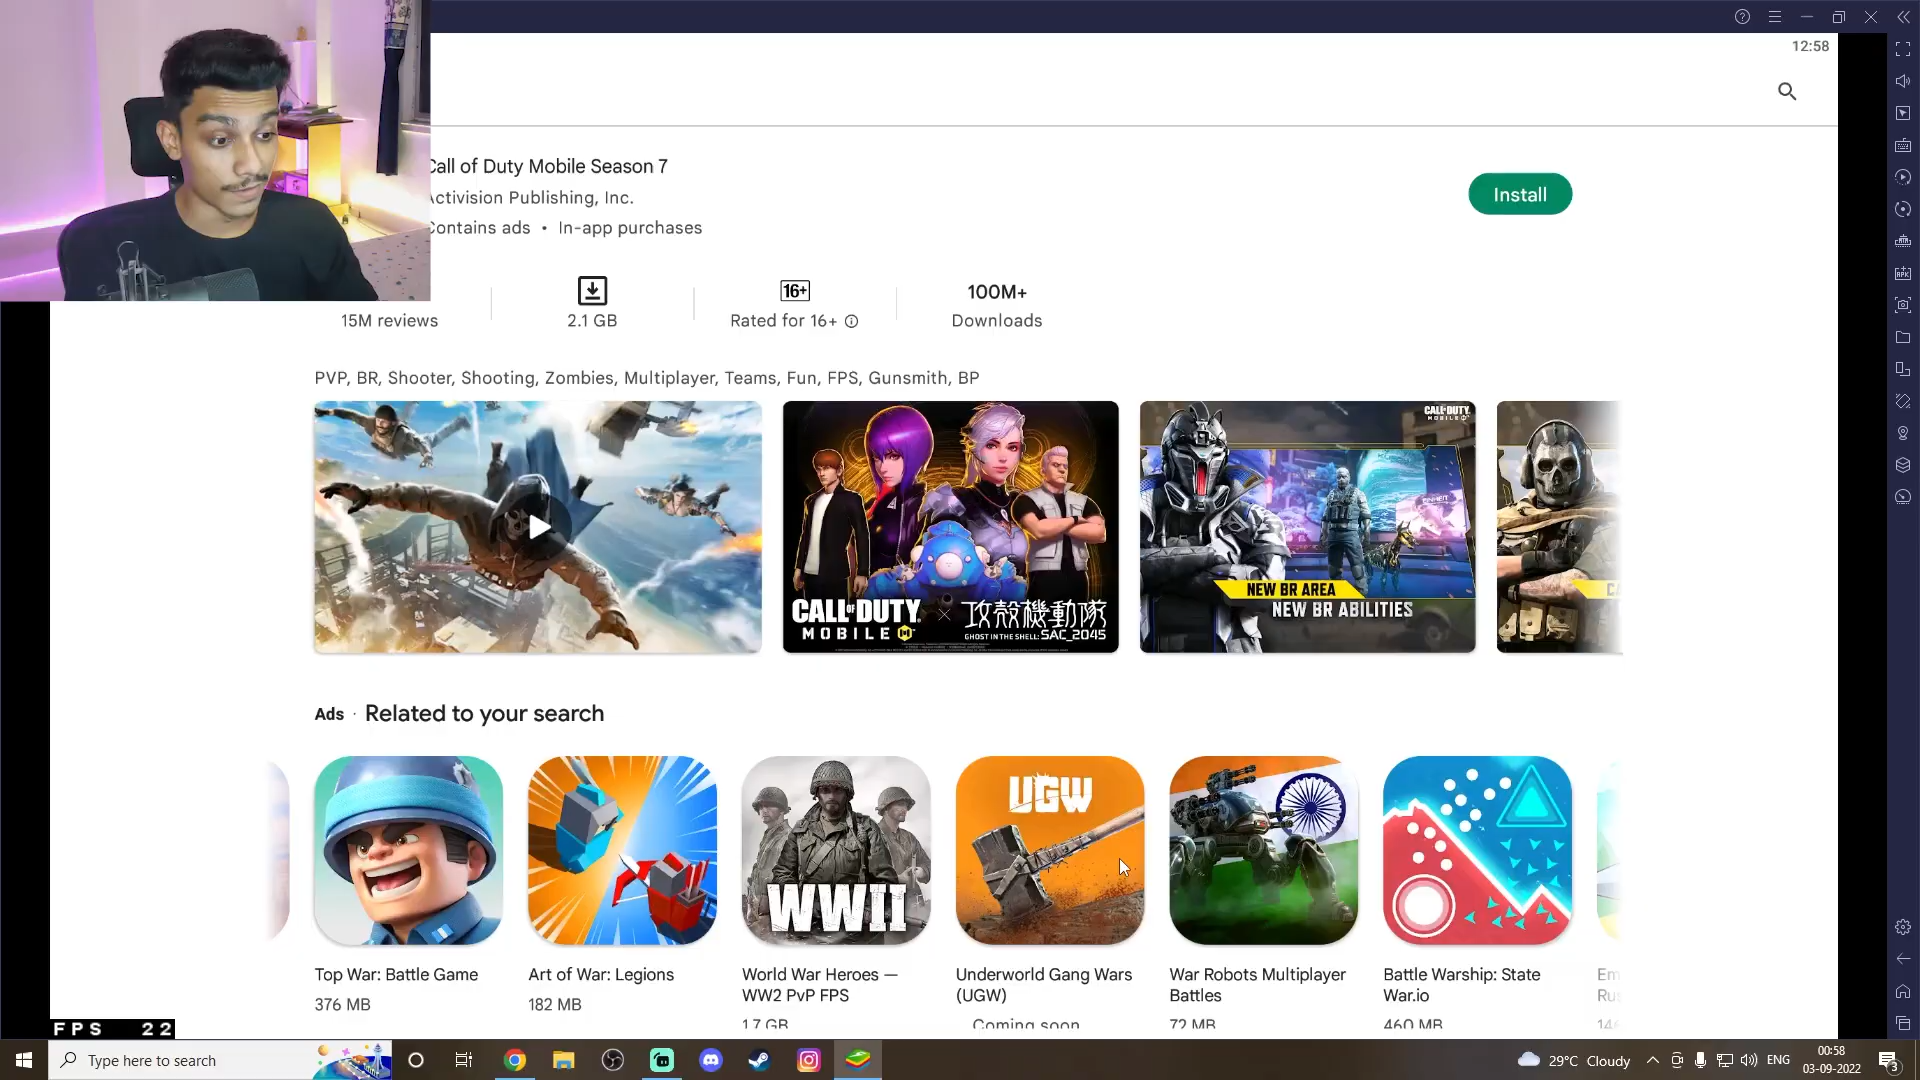 12:58
Call of Duty Mobile Season 7
Activision Publishing, Inc.
Contains ads • In-app purchases
Install
15M reviews
2.1 GB
16+
Rated for 16+
100M+
Downloads
PVP, BR, Shooter, Shooting, Zombies, Multiplayer, Teams, Fun, FPS, Gunsmith, BP
CALL OF DUTY
MOBILE
×
攻殻機動隊
GHOST IN THE SHELL: SAC_2045
CALL OF DUTY
MOBILE
NEW BR AREA
NEW BR ABILITIES
Ads · Related to your search
WWII
UGW
Top War: Battle Game
376 MB
Art of War: Legions
182 MB
World War Heroes —
WW2 PvP FPS
1.7 GB
Underworld Gang Wars
(UGW)
Coming soon
War Robots Multiplayer
Battles
72 MB
Battle Warship: State
War.io
460 MB
Em
Ru
FPS 22
Type here to search
29°C Cloudy
ENG
00:58
03-09-2022
3